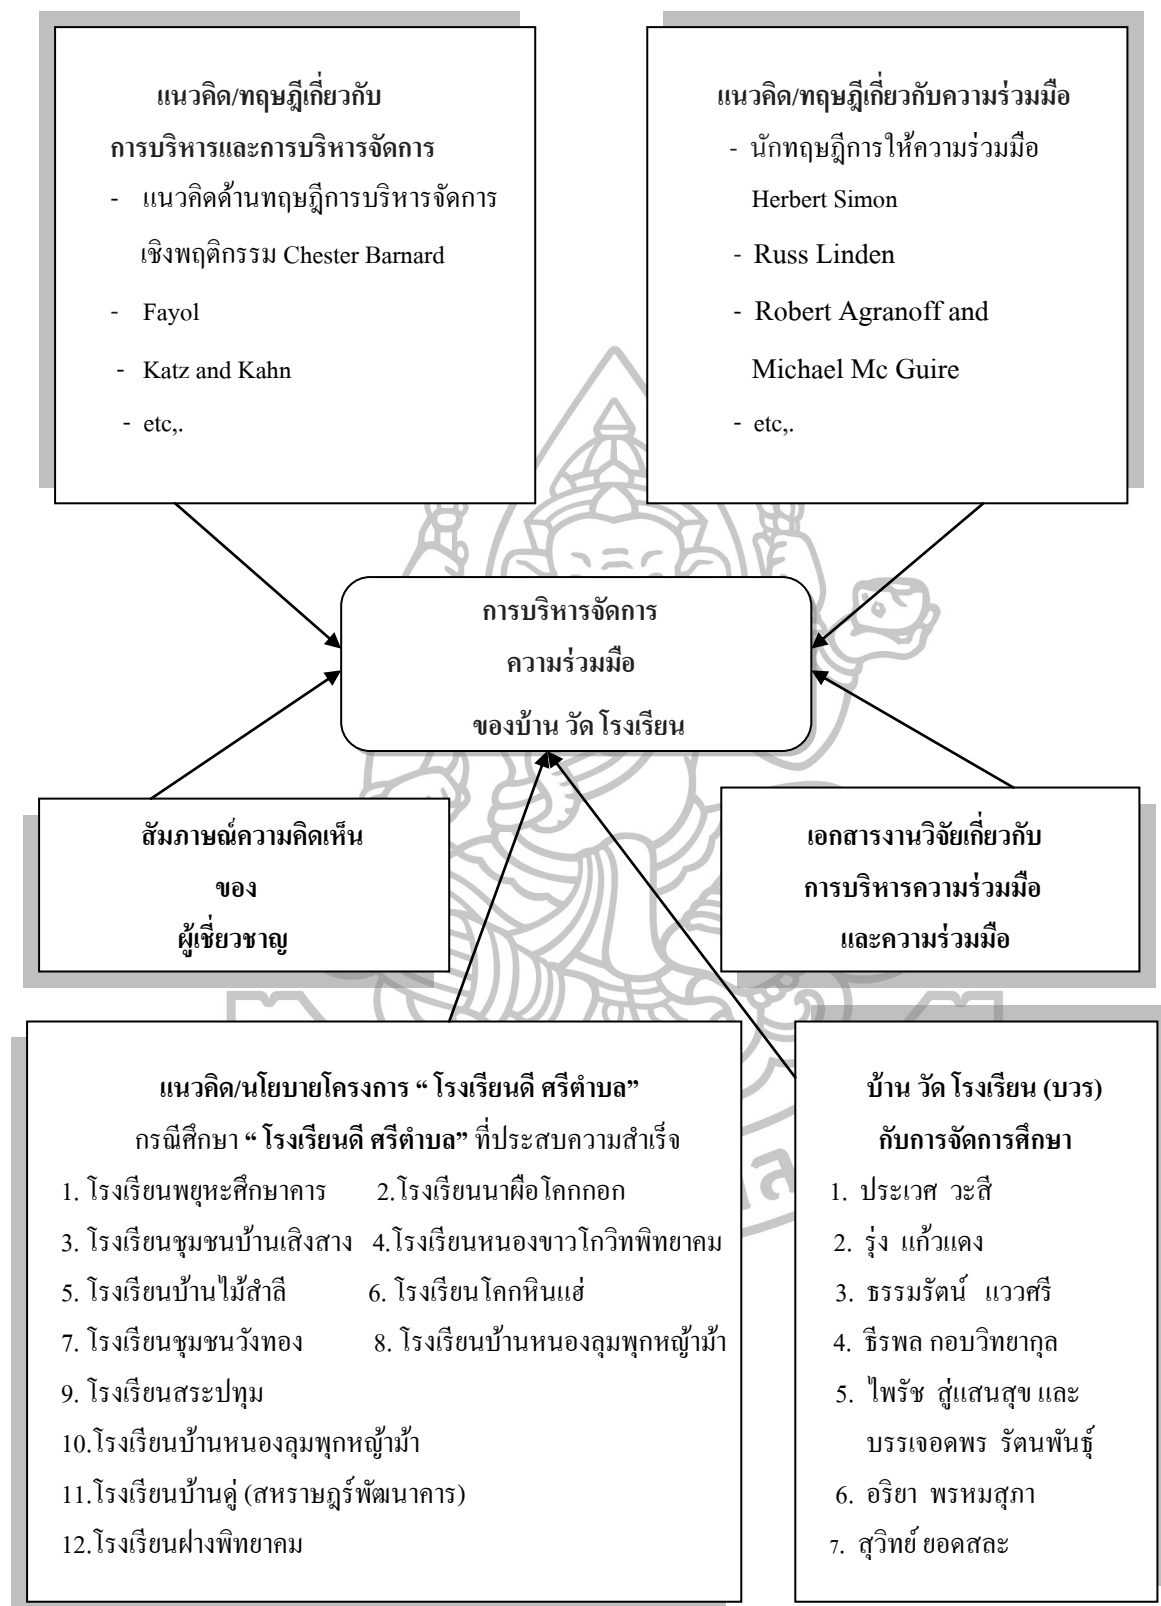 แนวคิด/ทฤษฎีเกี่ยวกับ
การบริหารและการบริหารจัดการ
- แนวคิดด้านทฤษฎีการบริหารจัดการ
เชิงพฤติกรรม Chester Barnard
- Fayol
- Katz and Kahn
- etc,.
แนวคิด/ทฤษฎีเกี่ยวกับความร่วมมือ
- นักทฤษฎีการให้ความร่วมมือ
Herbert Simon
- Russ Linden
- Robert Agranoff and
Michael Mc Guire
- etc,.
การบริหารจัดการ
ความร่วมมือ
ของบ้าน วัด โรงเรียน
สัมภาษณ์ความคิดเห็น
ของ
ผู้เชี่ยวชาญ
เอกสารงานวิจัยเกี่ยวกับ
การบริหารความร่วมมือ
และความร่วมมือ
แนวคิด/นโยบายโครงการ “ โรงเรียนดี ศรีตำบล”
กรณีศึกษา “ โรงเรียนดี ศรีตำบล” ที่ประสบความสำเร็จ
1. โรงเรียนพยุหะศึกษาคาร 2.โรงเรียนนาผือโคกกอก
3. โรงเรียนชุมชนบ้านเสิงสาง 4.โรงเรียนหนองขาวโกวิทพิทยาคม
5. โรงเรียนบ้านไม้สำลี 6. โรงเรียนโคกหินแฮ่
7. โรงเรียนชุมชนวังทอง 8. โรงเรียนบ้านหนองลุมพุกหญ้าม้า
9. โรงเรียนสระปทุม
10.โรงเรียนบ้านหนองลุมพุกหญ้าม้า
11.โรงเรียนบ้านดู่ (สหราษฎร์พัฒนาคาร)
12.โรงเรียนฝางพิทยาคม
บ้าน วัด โรงเรียน (บวร)
กับการจัดการศึกษา
1. ประเวศ วะสี
2. รุ่ง แก้วแดง
3. ธรรมรัตน์ แววศรี
4. ธีรพล กอบวิทยากุล
5. ไพรัช สู่แสนสุข และ
บรรเจอดพร รัตนพันธุ์
6. อริยา พรหมสุภา
7. สุวิทย์ ยอดสละ